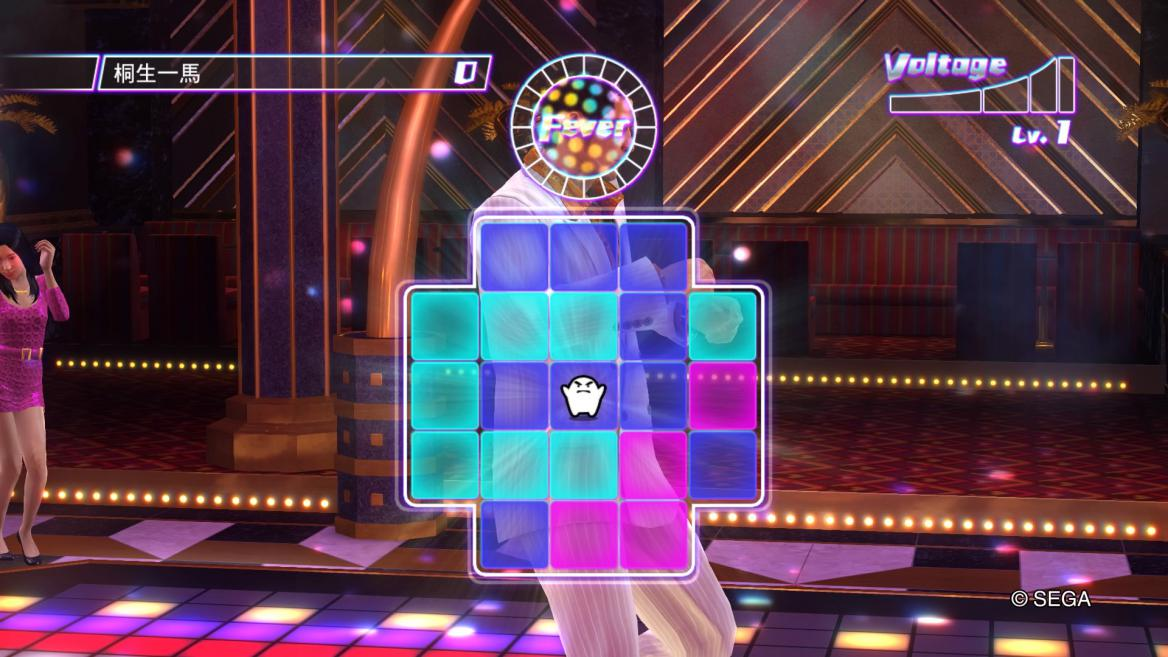 桐生一馬 0
Fever
Voltage
Lv. 1
© SEGA